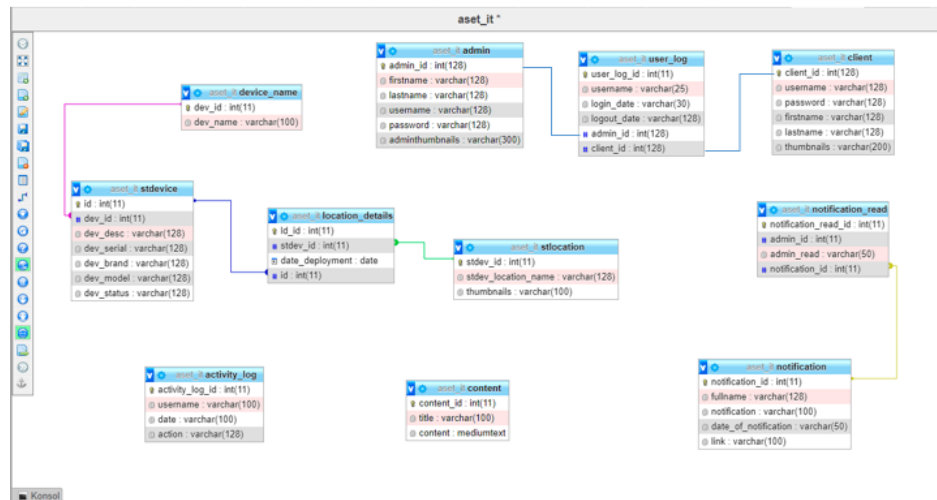 aset_it *
aset_it admin
admin_id : int(128)
firstname : varchar(128)
lastname : varchar(128)
username : varchar(128)
password : varchar(128)
adminthumbnails : varchar(300)
aset_it user_log
user_log_id : int(11)
username : varchar(25)
login_date : varchar(30)
logout_date : varchar(128)
admin_id : int(128)
client_id : int(128)
aset_it client
client_id : int(128)
username : varchar(128)
password : varchar(128)
firstname : varchar(128)
lastname : varchar(128)
thumbnails : varchar(200)
aset_it device_name
dev_id : int(11)
dev_name : varchar(100)
aset_it stdevice
id : int(11)
dev_id : int(11)
dev_desc : varchar(128)
dev_serial : varchar(128)
dev_brand : varchar(128)
dev_model : varchar(128)
dev_status : varchar(128)
aset_it location_details
ld_id : int(11)
stdev_id : int(11)
date_deployment : date
id : int(11)
aset_it stlocation
stdev_id : int(11)
stdev_location_name : varchar(128)
thumbnails : varchar(100)
aset_it notification_read
notification_read_id : int(11)
admin_id : int(11)
admin_read : varchar(50)
notification_id : int(11)
aset_it activity_log
activity_log_id : int(11)
username : varchar(100)
date : varchar(100)
action : varchar(128)
aset_it content
content_id : int(11)
title : varchar(100)
content : mediumtext
aset_it notification
notification_id : int(11)
fullname : varchar(128)
notification : varchar(100)
date_of_notification : varchar(50)
link : varchar(100)
Konsol